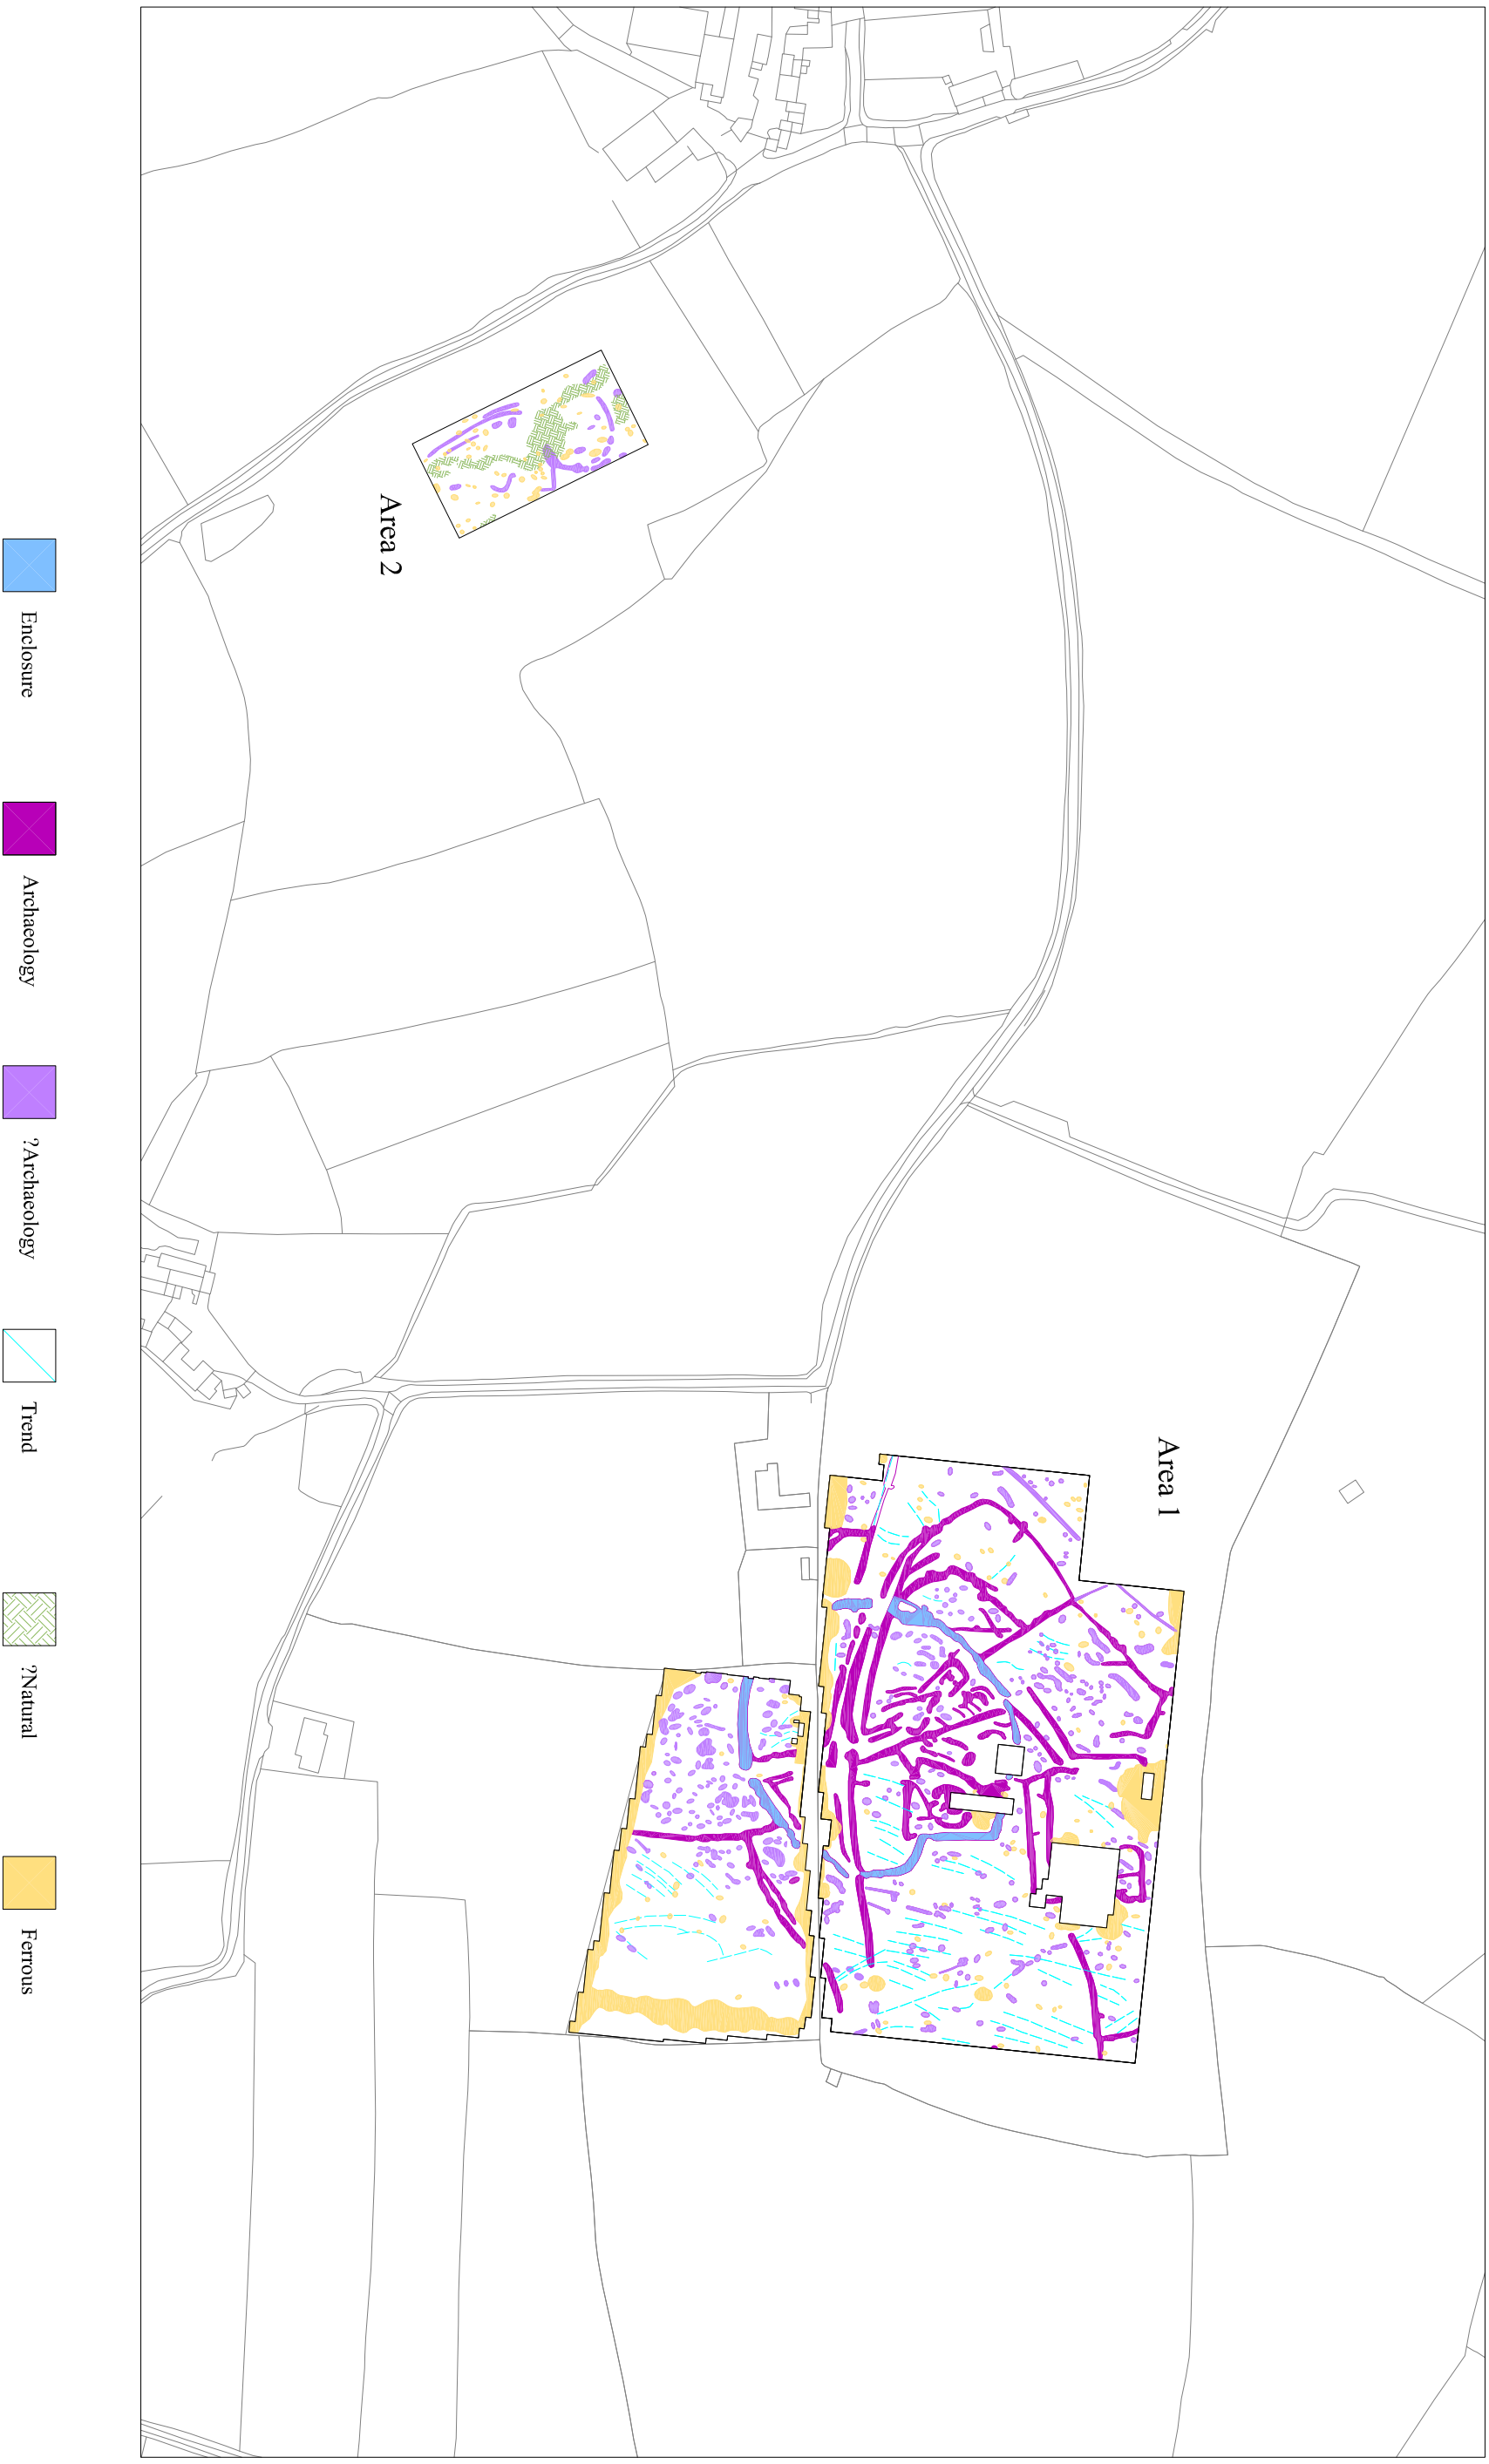 Area 1
Area 2
Enclosure
Archaeology
?Archaeology
Trend
?Natural
Ferrous